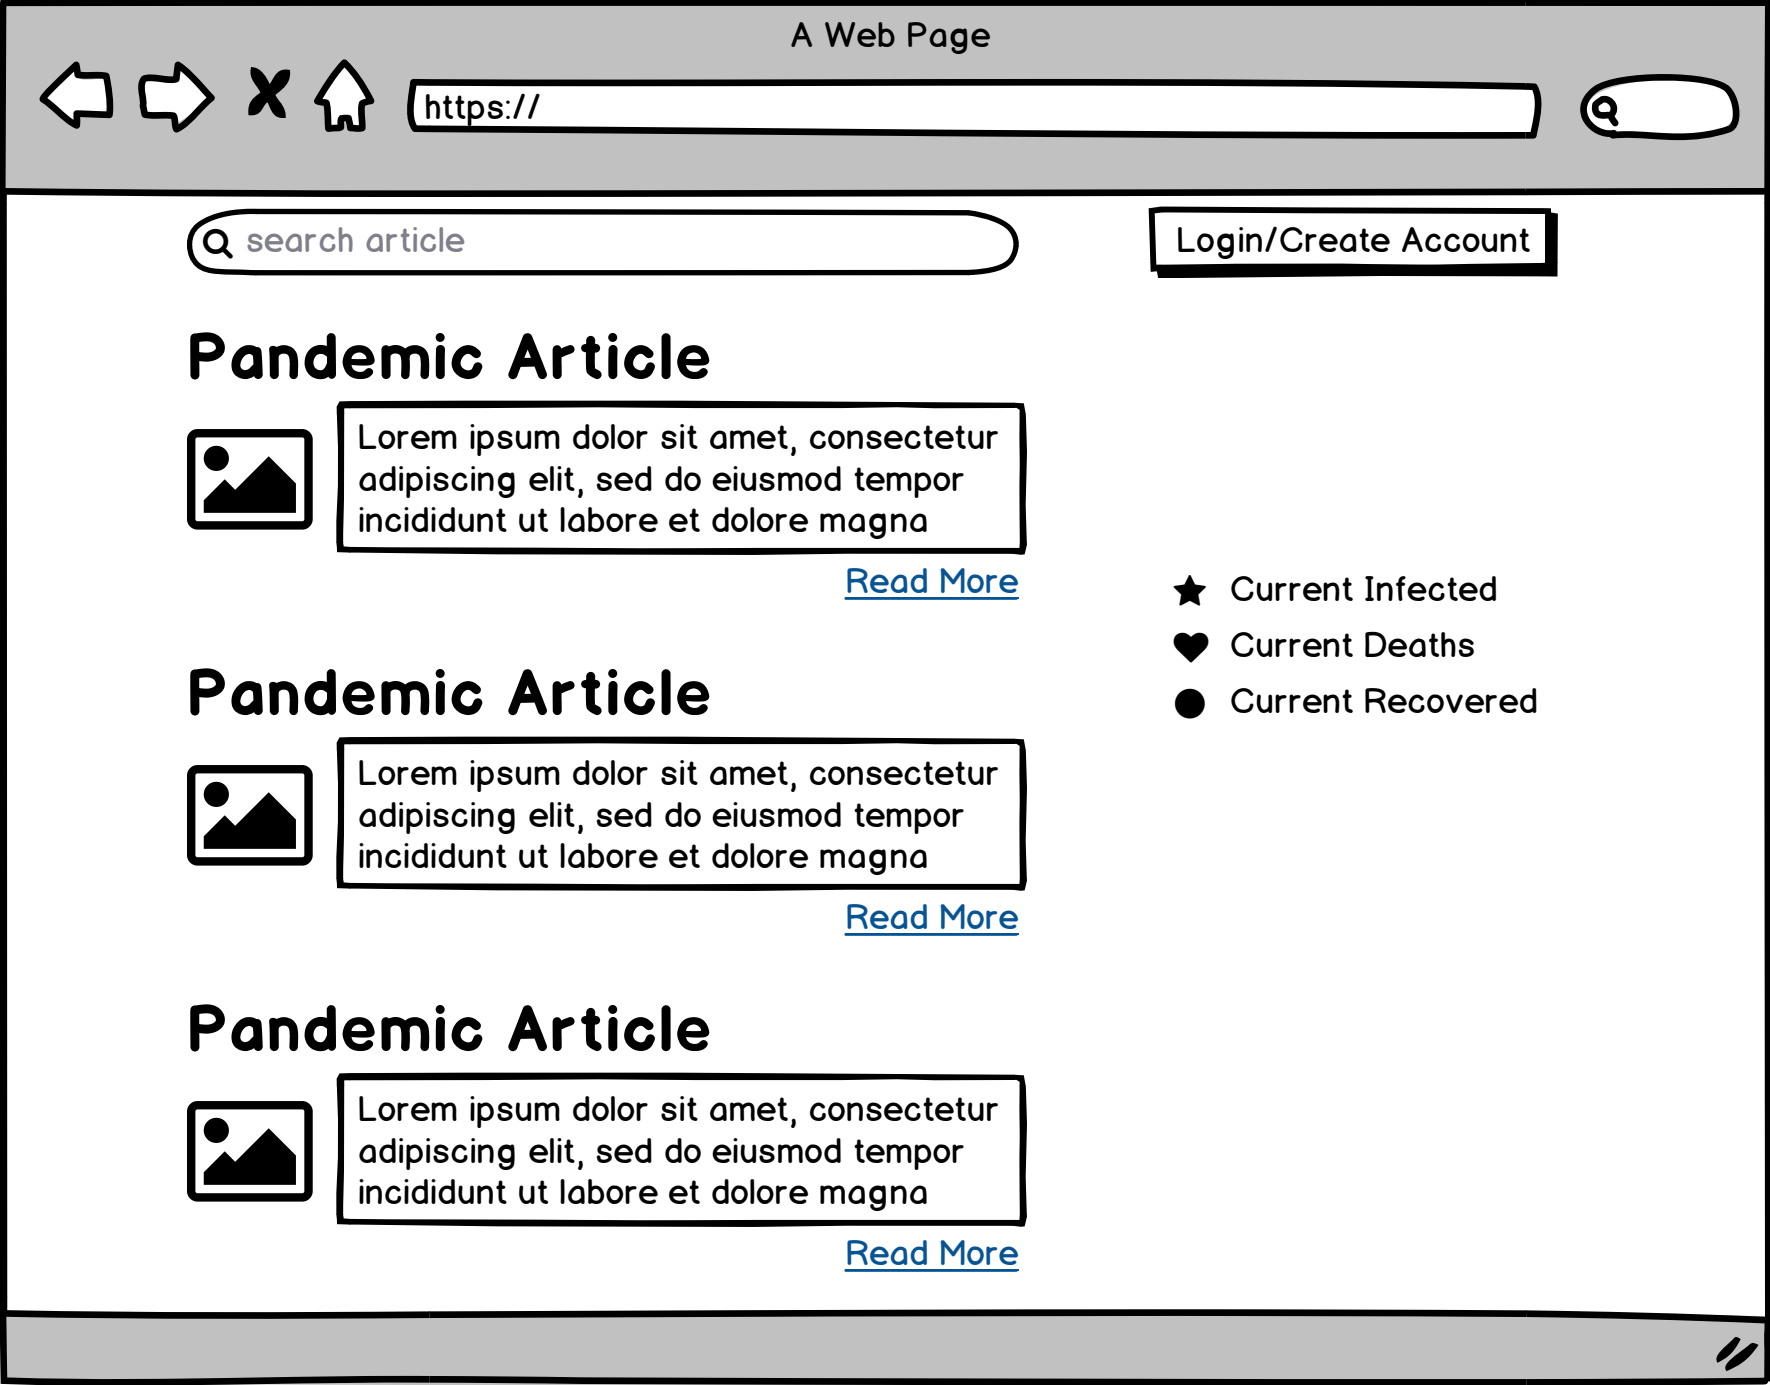 A Web Page
https://
search article
Login/Create Account
Pandemic Article
Lorem ipsum dolor sit amet, consectetur
adipiscing elit, sed do eiusmod tempor
incididunt ut labore et dolore magna
Read More
Pandemic Article
Lorem ipsum dolor sit amet, consectetur
adipiscing elit, sed do eiusmod tempor
incididunt ut labore et dolore magna
Read More
Pandemic Article
Lorem ipsum dolor sit amet, consectetur
adipiscing elit, sed do eiusmod tempor
incididunt ut labore et dolore magna
Read More
Current Infected
Current Deaths
Current Recovered